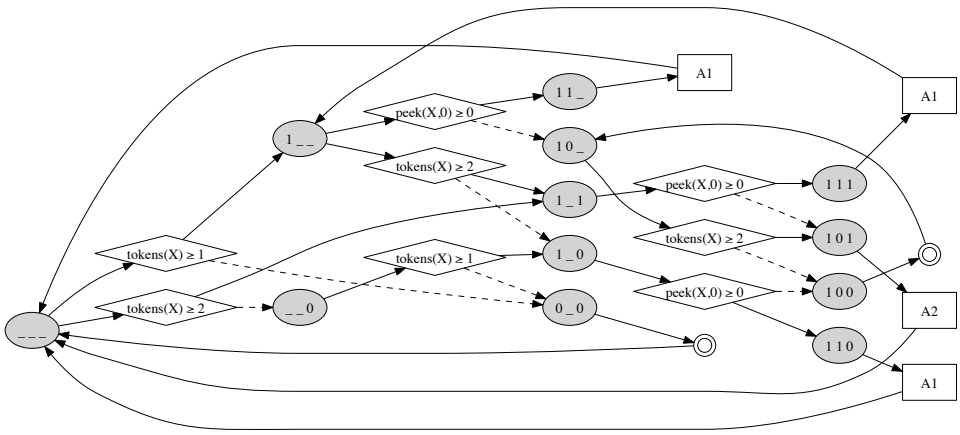 A1
A1
1 1 _
peek(X,0) ≥ 0
1 _ _
1 0 _
tokens(X) ≥ 2
peek(X,0) ≥ 0
1 1 1
1 _ 1
tokens(X) ≥ 2
1 0 1
tokens(X) ≥ 1
tokens(X) ≥ 1
1 _ 0
peek(X,0) ≥ 0
1 0 0
tokens(X) ≥ 2
_ _ 0
0 _ 0
A2
_ _ _
1 1 0
A1